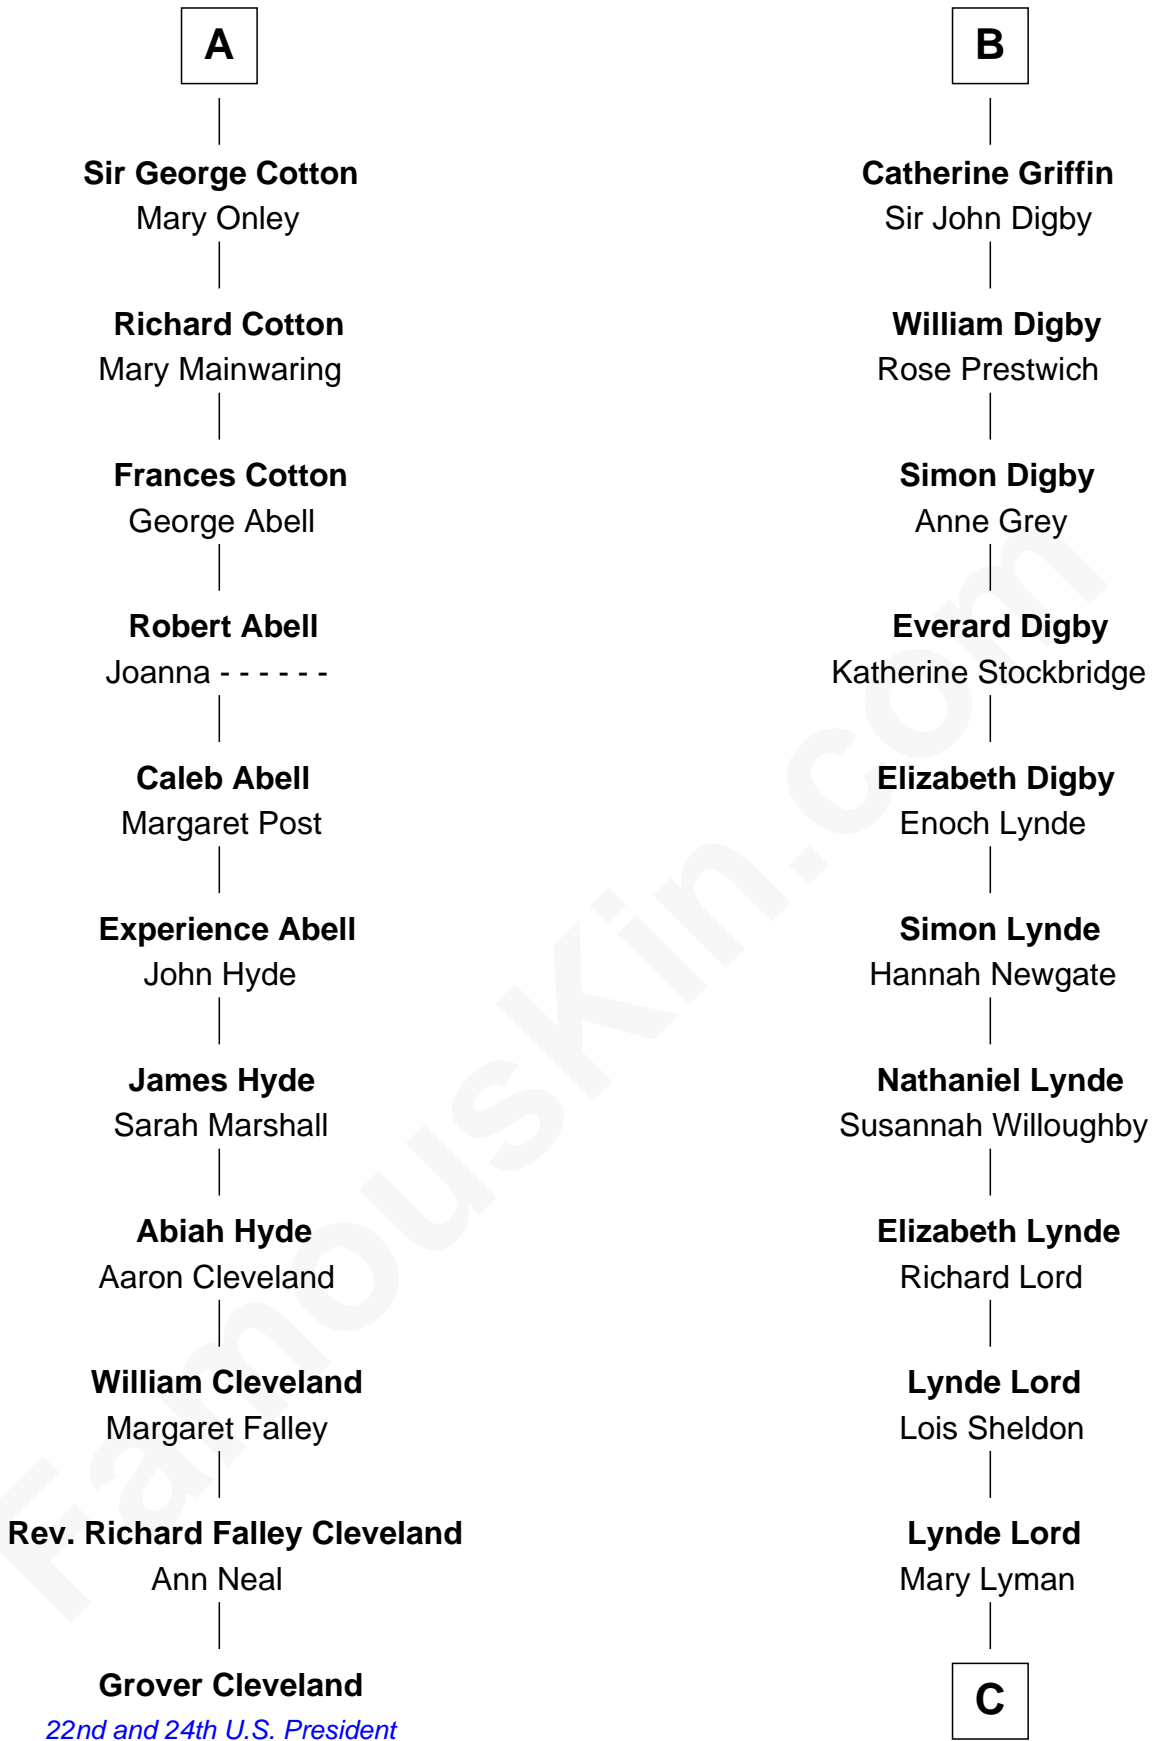 A
Sir George Cotton
Mary Onley
Richard Cotton
Mary Mainwaring
Frances Cotton
George Abell
Robert Abell
Joanna - - - - - -
Caleb Abell
Margaret Post
Experience Abell
John Hyde
James Hyde
Sarah Marshall
Abiah Hyde
Aaron Cleveland
William Cleveland
Margaret Falley
Rev. Richard Falley Cleveland
Ann Neal
Grover Cleveland
22nd and 24th U.S. President
B
Catherine Griffin
Sir John Digby
William Digby
Rose Prestwich
Simon Digby
Anne Grey
Everard Digby
Katherine Stockbridge
Elizabeth Digby
Enoch Lynde
Simon Lynde
Hannah Newgate
Nathaniel Lynde
Susannah Willoughby
Elizabeth Lynde
Richard Lord
Lynde Lord
Lois Sheldon
Lynde Lord
Mary Lyman
C
FamousKin.com